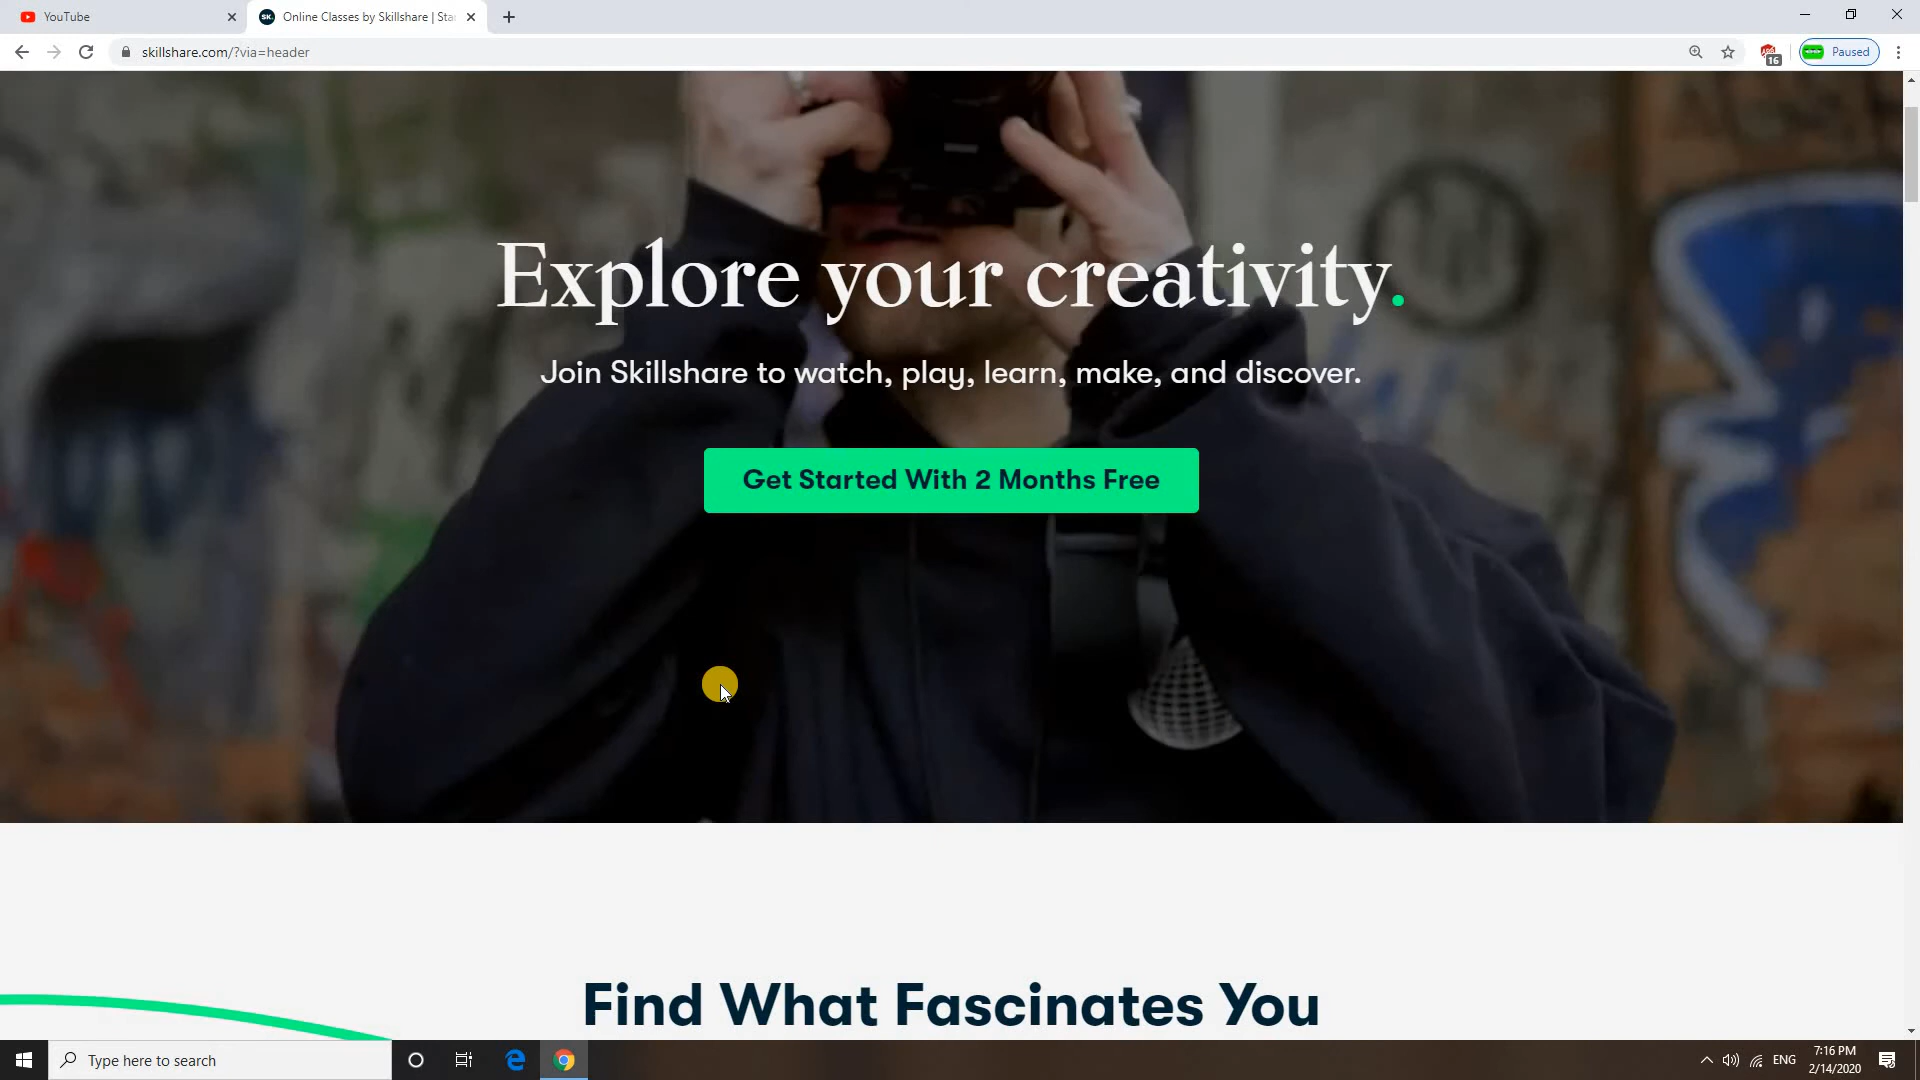 YouTube
SK. Online Classes by Skillshare | Sta
skillshare.com/?via=header
16
Paused
Explore your creativity.
Join Skillshare to watch, play, learn, make, and discover.
Get Started With 2 Months Free
Find What Fascinates You
Type here to search
ENG
7:16 PM
2/14/2020